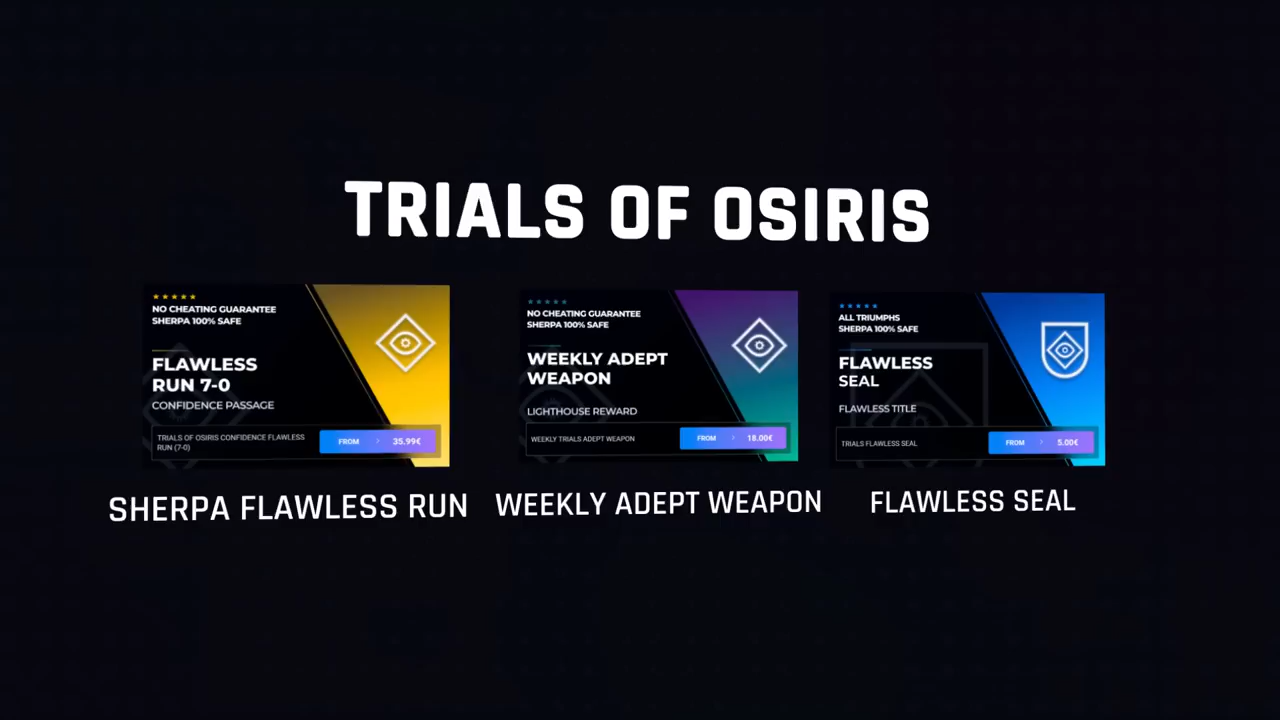 TRIALS OF OSIRIS
★★★★★
NO CHEATING GUARANTEE
SHERPA 100% SAFE
FLAWLESS
RUN 7-0
CONFIDENCE PASSAGE
TRIALS OF OSIRIS CONFIDENCE FLAWLESS
RUN (7-0)
FROM > 35.99€
SHERPA FLAWLESS RUN
★★★★★
NO CHEATING GUARANTEE
SHERPA 100% SAFE
WEEKLY ADEPT
WEAPON
LIGHTHOUSE REWARD
WEEKLY TRIALS ADEPT WEAPON
FROM > 18.00€
WEEKLY ADEPT WEAPON
★★★★★
ALL TRIUMPHS
SHERPA 100% SAFE
FLAWLESS
SEAL
FLAWLESS TITLE
TRIALS FLAWLESS SEAL
FROM > 5.00€
FLAWLESS SEAL